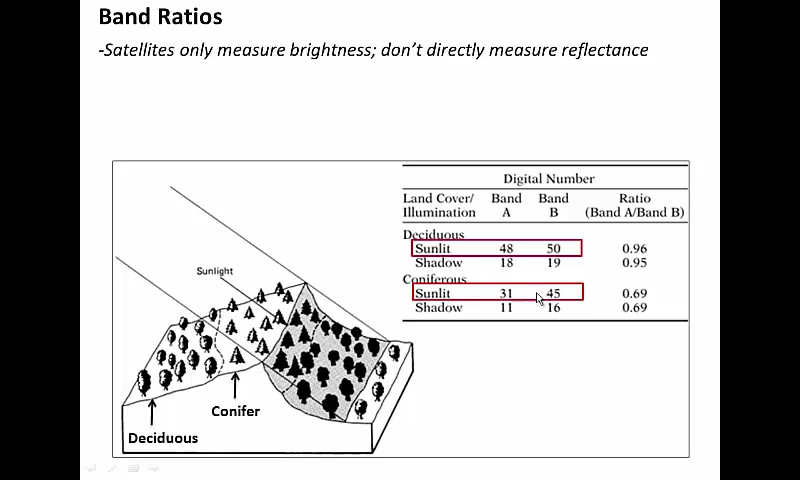 Band Ratios
-Satellites only measure brightness; don't directly measure reflectance
Digital Number
Land Cover/ Band Band Ratio
Illumination A B (Band A/Band B)
Deciduous
Sunlit 48 50 0.96
Shadow 18 19 0.95
Coniferous
Sunlit 31 45 0.69
Shadow 11 16 0.69
Sunlight
Conifer
Deciduous